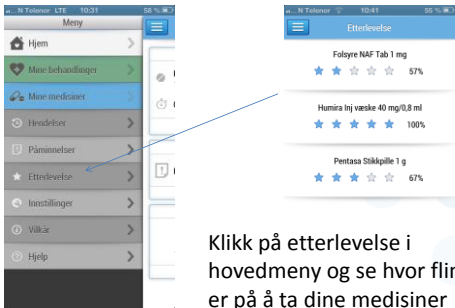 N Telenor LTE 10:31 58 %
Meny
Hjem
Mine behandlinger
Mine medisiner
Hendelser
Påminnelser
Etterlevelse
Innstillinger
Vilkår
Hjelp
N Telenor 10:41 55 %
Etterlevelse
Folsyre NAF Tab 1 mg
57%
Humira Inj væske 40 mg/0,8 ml
100%
Pentasa Stikkpille 1 g
67%
Klikk på etterlevelse i
hovedmeny og se hvor flin
er på å ta dine medisiner